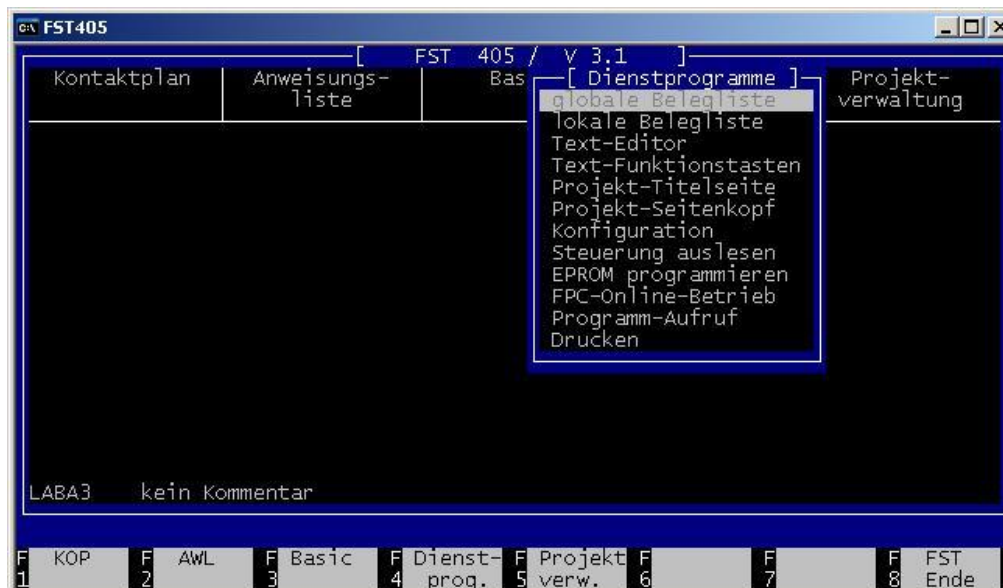 FST405
[ FST 405 / V 3.1 ]
Kontaktplan
Anweisungs-
liste
Bas
Projekt-
verwaltung
[ Dienstprogramme ]
globale Belegliste
lokale Belegliste
Text-Editor
Text-Funktionstasten
Projekt-Titelseite
Projekt-Seitenkopf
Konfiguration
Steuerung auslesen
EPROM programmieren
FPC-Online-Betrieb
Programm-Aufruf
Drucken
LABA3 kein Kommentar
F1 KOP
F2 AWL
F3 Basic
F4 Dienst-
prog.
F5 Projekt
verw.
F6
F7
F8 FST
Ende